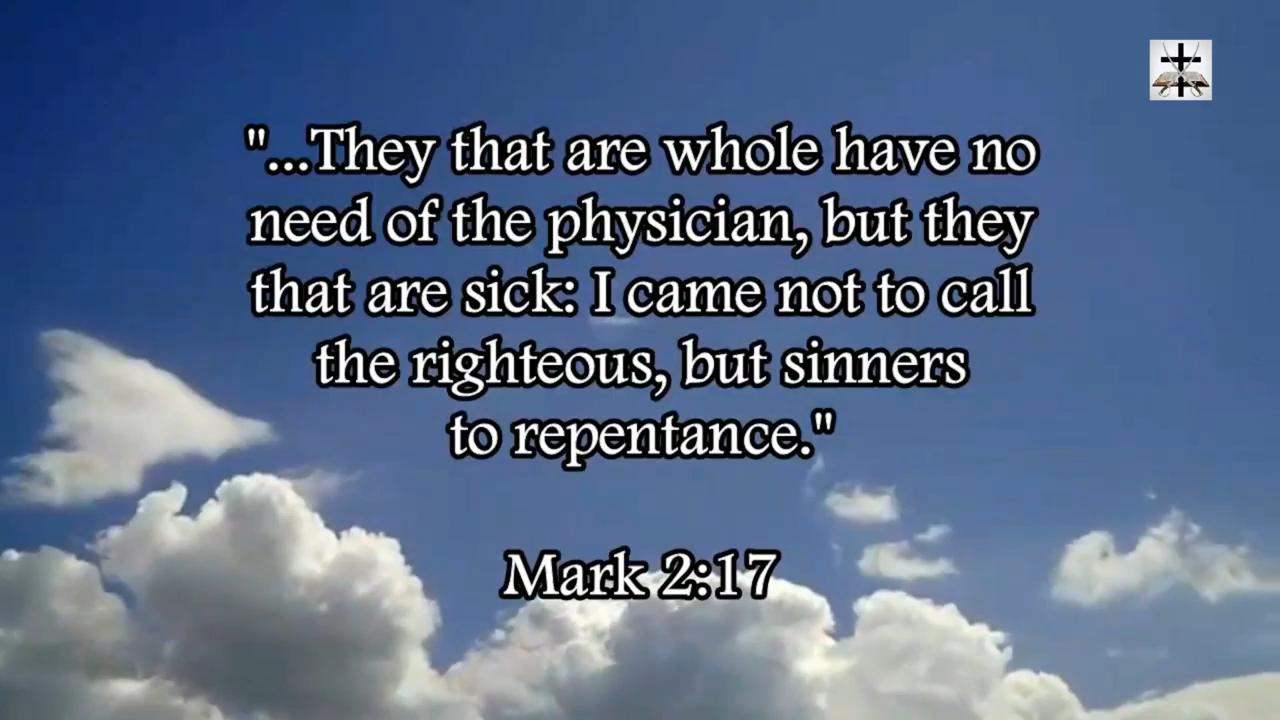 "...They that are whole have no
need of the physician, but they
that are sick: I came not to call
the righteous, but sinners
to repentance."
Mark 2:17